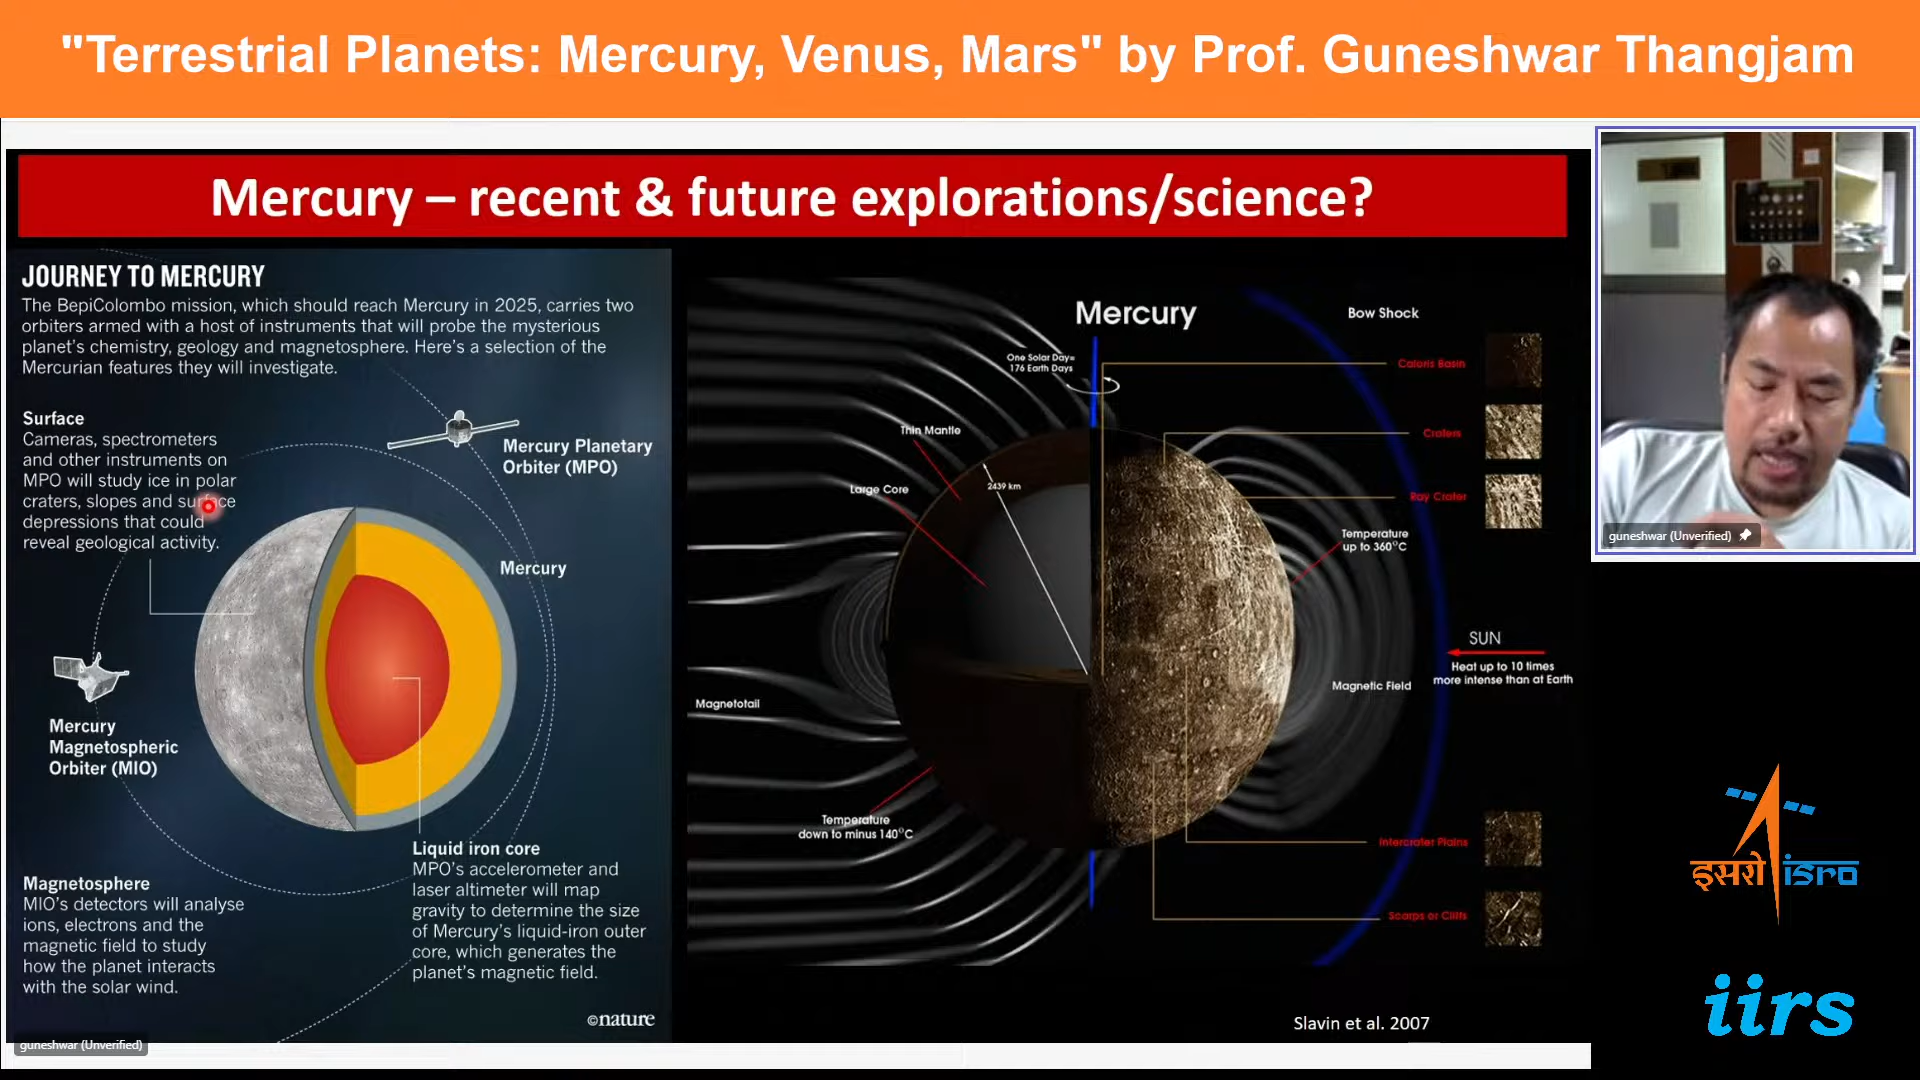 "Terrestrial Planets: Mercury, Venus, Mars" by Prof. Guneshwar Thangjam
Mercury – recent & future explorations/science?
JOURNEY TO MERCURY
The BepiColombo mission, which should reach Mercury in 2025, carries two
orbiters armed with a host of instruments that will probe the mysterious
planet's chemistry, geology and magnetosphere. Here's a selection of the
Mercurian features they will investigate.
Surface
Cameras, spectrometers
and other instruments on
MPO will study ice in polar
craters, slopes and surface
depressions that could
reveal geological activity.
Mercury Planetary
Orbiter (MPO)
Mercury
Mercury
Magnetospheric
Orbiter (MIO)
Magnetosphere
MIO's detectors will analyse
ions, electrons and the
magnetic field to study
how the planet interacts
with the solar wind.
Liquid iron core
MPO's accelerometer and
laser altimeter will map
gravity to determine the size
of Mercury's liquid-iron outer
core, which generates the
planet's magnetic field.
©nature
guneshwar (Unverified)
Mercury
Bow Shock
One Solar Day=
176 Earth Days
Caloris Basin
Thin Mantle
Craters
Large Core
2439 km
Ray Crater
Temperature
up to 360°C
SUN
Heat up to 10 times
more intense than at Earth
Magnetic Field
Magnetotail
Temperature
down to minus 140°C
Intercrater Plains
Scarps or Cliffs
Slavin et al. 2007
guneshwar (Unverified)
इसरो isro
iirs